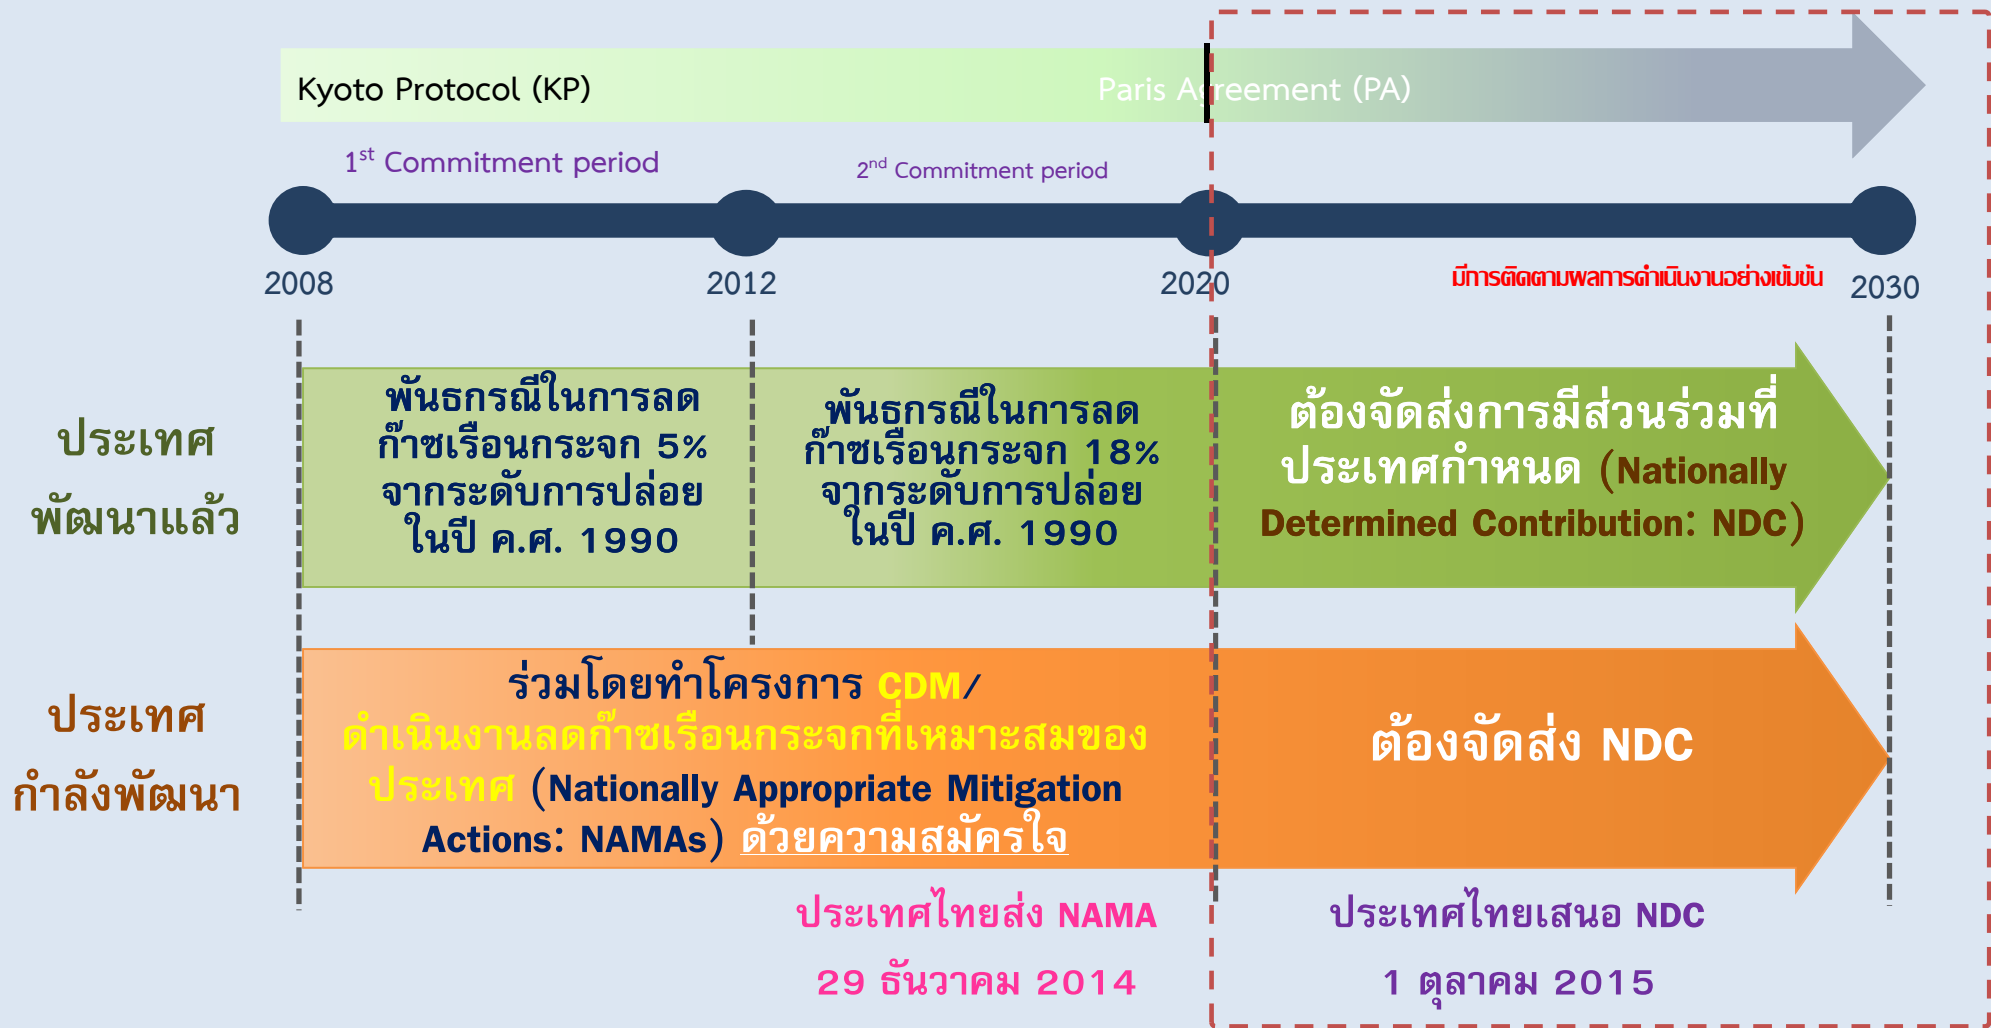 Kyoto Protocol (KP)
Paris Agreement (PA)
1st Commitment period
2nd Commitment period
2008
2012
2020
มีการติดตามผลการดำเนินงานอย่างเข้มข้น
2030
ประเทศ
พัฒนาแล้ว
พันธกรณีในการลด
ก๊าซเรือนกระจก 5%
จากระดับการปล่อย
ในปี ค.ศ. 1990
พันธกรณีในการลด
ก๊าซเรือนกระจก 18%
จากระดับการปล่อย
ในปี ค.ศ. 1990
ต้องจัดส่งการมีส่วนร่วมที่
ประเทศกำหนด (Nationally
Determined Contribution: NDC)
ประเทศ
กำลังพัฒนา
ร่วมโดยทำโครงการ CDM/
ดำเนินงานลดก๊าซเรือนกระจกที่เหมาะสมของ
ประเทศ (Nationally Appropriate Mitigation
Actions: NAMAs) ด้วยความสมัครใจ
ต้องจัดส่ง NDC
ประเทศไทยส่ง NAMA
29 ธันวาคม 2014
ประเทศไทยเสนอ NDC
1 ตุลาคม 2015